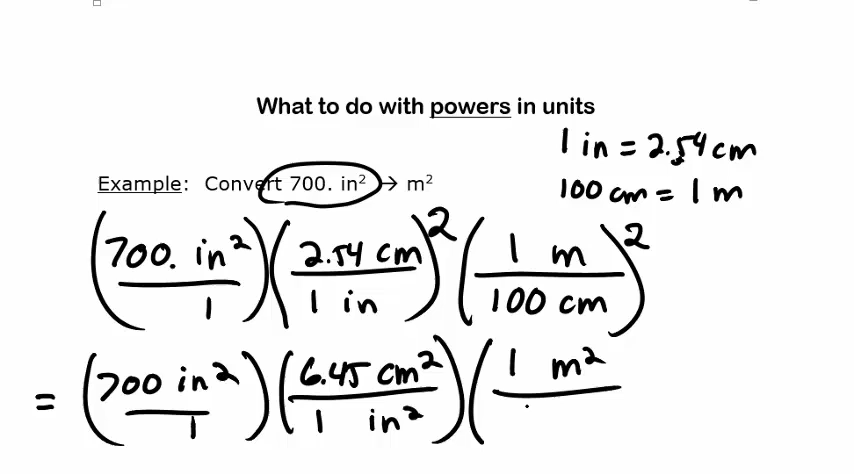 What to do with powers in units
1 in = 2.54 cm
100 cm = 1 m
Example: Convert 700. in² → m²
(700. in² / 1) (2.54 cm / 1 in)² (1 m / 100 cm)²
= (700 in² / 1) (6.45 cm² / 1 in²) (1 m²